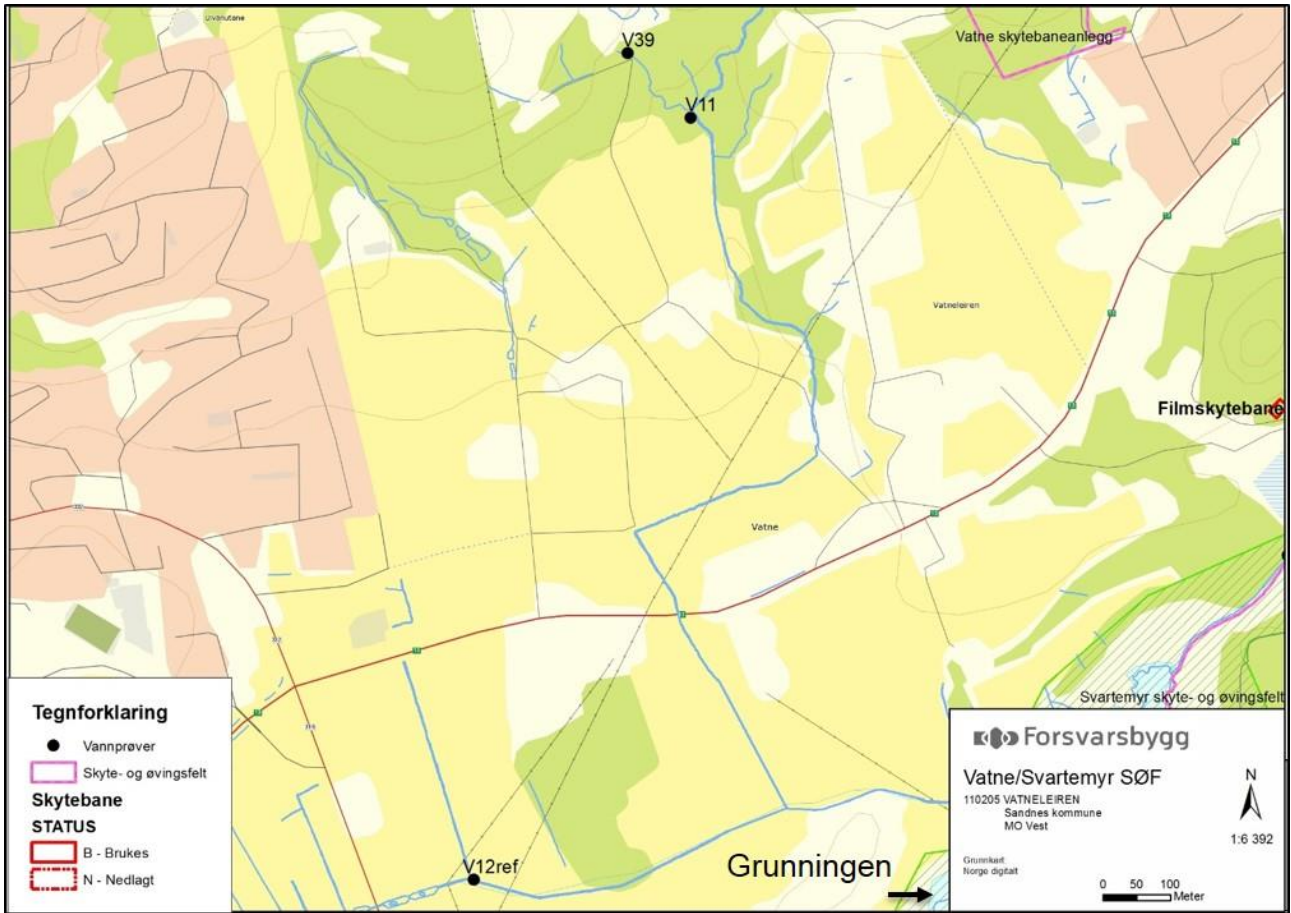 Ulvanutane
V39
Vatne skytebaneanlegg
V11
Vatneleiren
Filmskytebane
Vatne
Svartemyr skyte- og øvingsfelt
V12ref
Grunningen
Tegnforklaring
Vannprøver
Skyte- og øvingsfelt
Skytebane
STATUS
B - Brukes
N - Nedlagt
Forsvarsbygg
Vatne/Svartemyr SØF
110205 VATNELEIREN
Sandnes kommune
MO Vest
N
1:6 392
Grunnkart
Norge digitalt
0 50 100
Meter